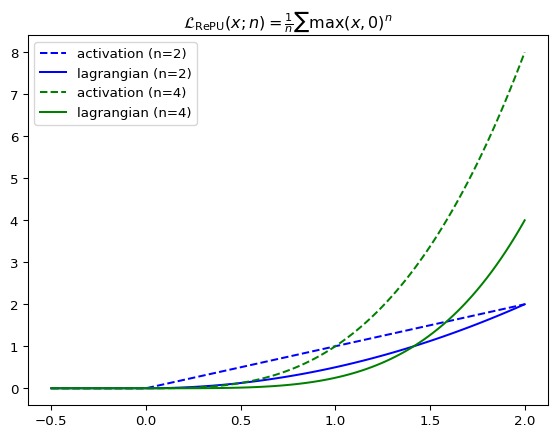 ℒ_RePU(x; n) = 1/n ∑ max(x, 0)ⁿ
activation (n=2)
lagrangian (n=2)
activation (n=4)
lagrangian (n=4)
8
7
6
5
4
3
2
1
0
−0.5 0.0 0.5 1.0 1.5 2.0